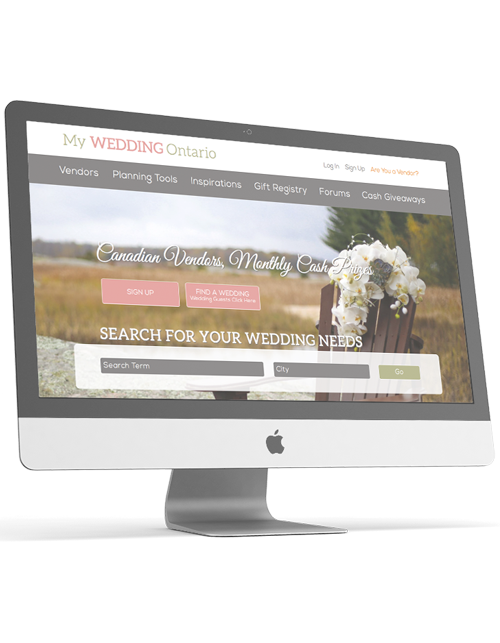 My WEDDING Ontario
Log In Sign Up Are You a Vendor?
Vendors Planning Tools Inspirations Gift Registry Forums Cash Giveaways
Canadian Vendors, Monthly Cash Prizes
SIGN UP
FIND A WEDDING
Wedding Guests Click Here
SEARCH FOR YOUR WEDDING NEEDS
Search Term City Go